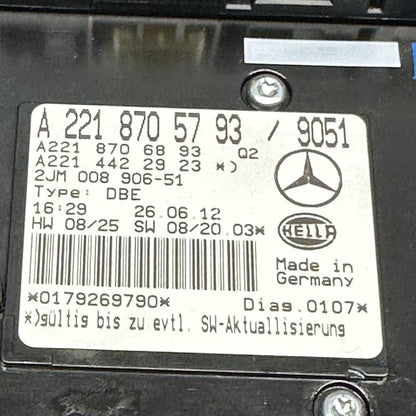 A 221 870 57 93 / 9051
A221 870 68 93 Q2
A221 442 29 23 *)
2JM 008 906-51
Type: DBE
16:29 26.06.12
HW 08/25 SW 08/20.03*
HELLA
Made in
Germany
*0179269790* Diag.0107*
*)gültig bis zu evtl. SW-Aktuallisierung